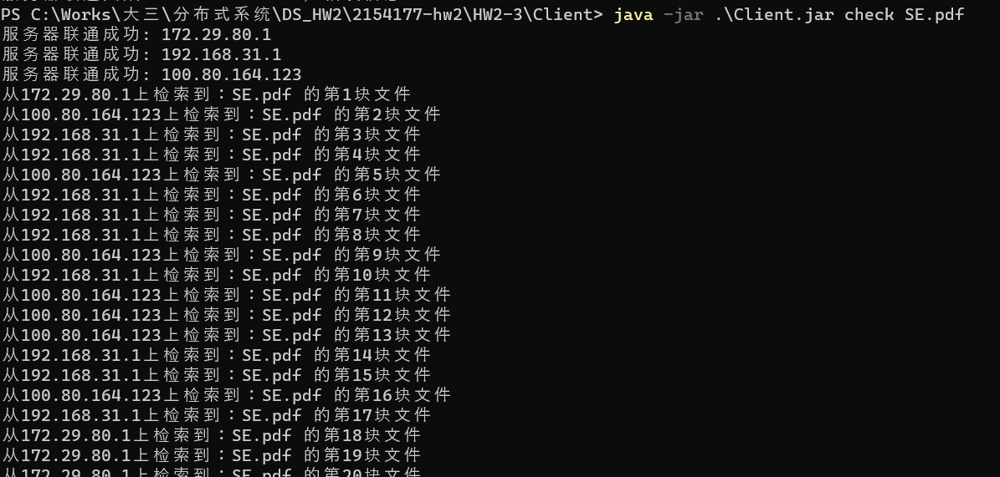 PS C:\Works\大三\分布式系统\DS_HW2\2154177-hw2\HW2-3\Client> java -jar .\Client.jar check SE.pdf
服务器联通成功: 172.29.80.1
服务器联通成功: 192.168.31.1
服务器联通成功: 100.80.164.123
从172.29.80.1上检索到：SE.pdf 的第1块文件
从100.80.164.123上检索到：SE.pdf 的第2块文件
从192.168.31.1上检索到：SE.pdf 的第3块文件
从192.168.31.1上检索到：SE.pdf 的第4块文件
从100.80.164.123上检索到：SE.pdf 的第5块文件
从192.168.31.1上检索到：SE.pdf 的第6块文件
从192.168.31.1上检索到：SE.pdf 的第7块文件
从192.168.31.1上检索到：SE.pdf 的第8块文件
从100.80.164.123上检索到：SE.pdf 的第9块文件
从192.168.31.1上检索到：SE.pdf 的第10块文件
从100.80.164.123上检索到：SE.pdf 的第11块文件
从100.80.164.123上检索到：SE.pdf 的第12块文件
从100.80.164.123上检索到：SE.pdf 的第13块文件
从192.168.31.1上检索到：SE.pdf 的第14块文件
从192.168.31.1上检索到：SE.pdf 的第15块文件
从100.80.164.123上检索到：SE.pdf 的第16块文件
从192.168.31.1上检索到：SE.pdf 的第17块文件
从172.29.80.1上检索到：SE.pdf 的第18块文件
从172.29.80.1上检索到：SE.pdf 的第19块文件
从172.29.80.1上检索到：SE.pdf 的第20块文件